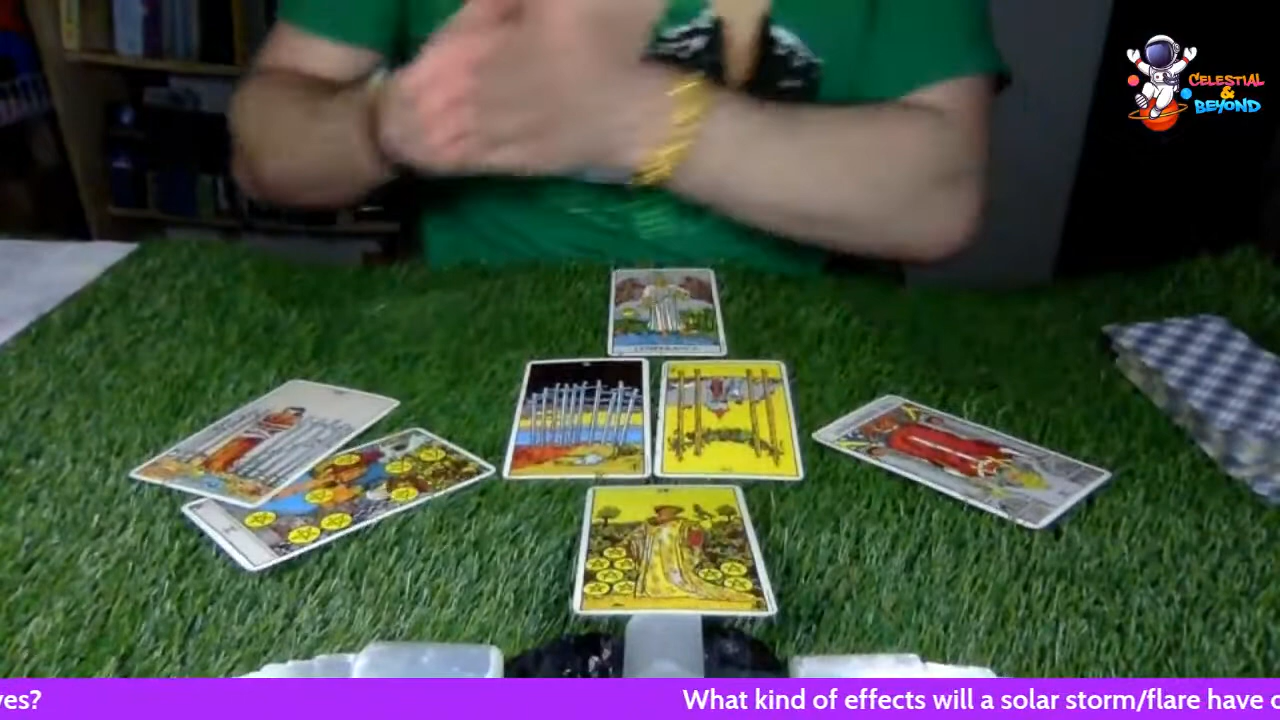 CELESTIAL
&
BEYOND
ves? What kind of effects will a solar storm/flare have